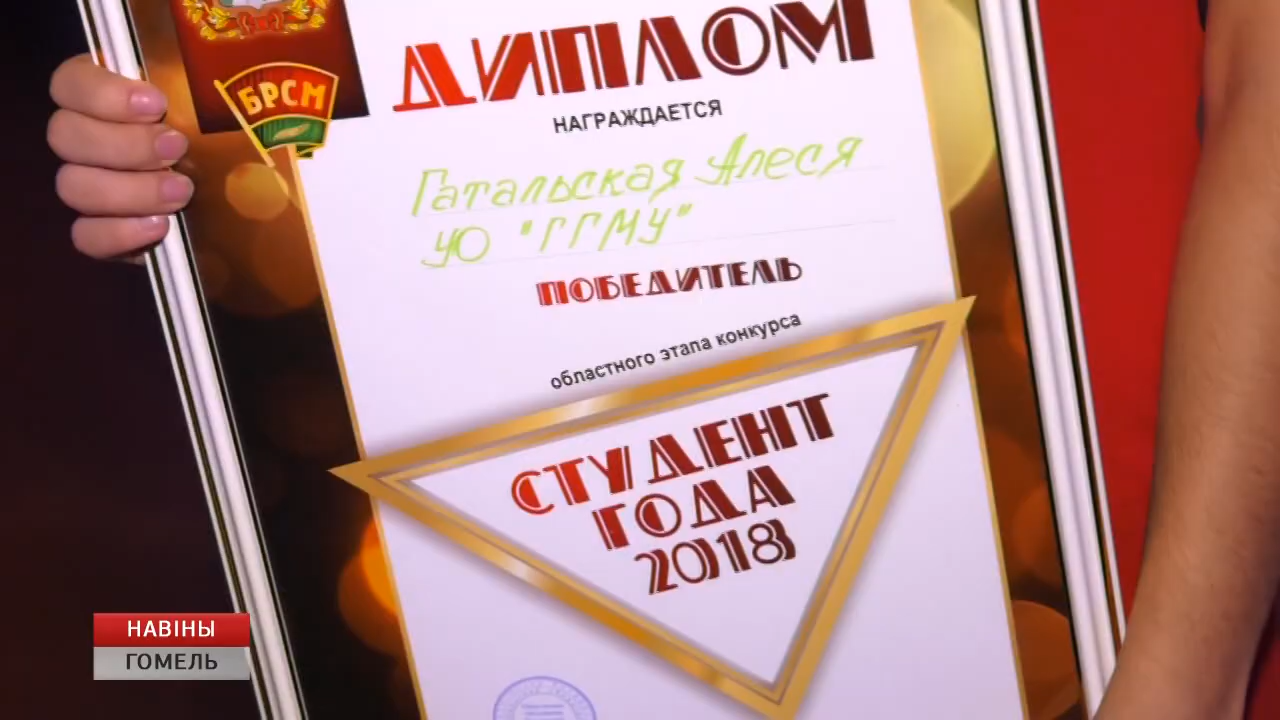 ДИПЛОМ
БРСМ
НАГРАЖДАЕТСЯ
Гатальская Алеся
УО "ГГМУ"
ПОБЕДИТЕЛЬ
областного этапа конкурса
СТУДЕНТ
ГОДА
2018
НАВІНЫ
ГОМЕЛЬ